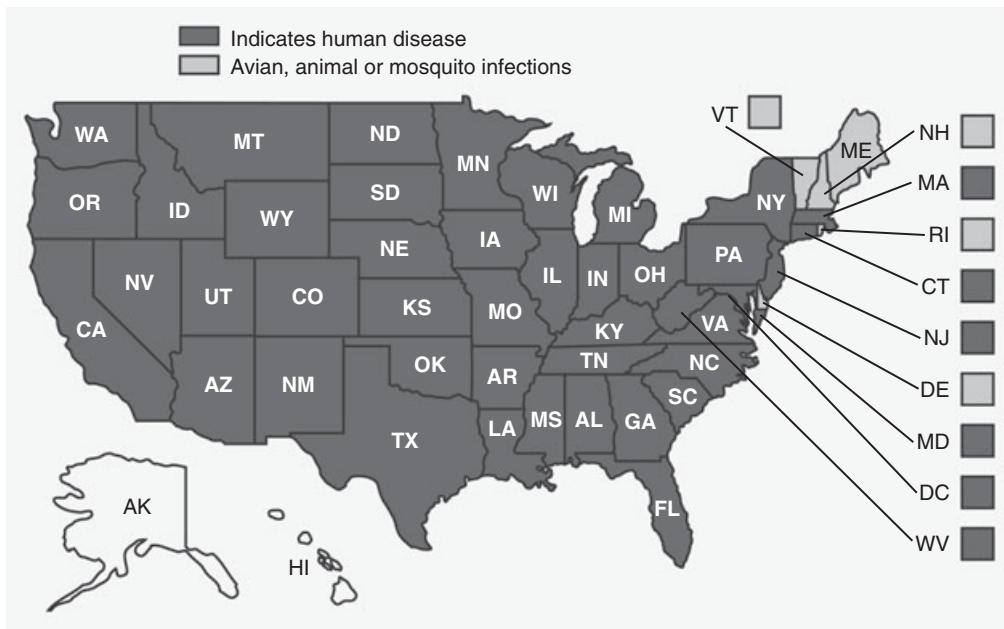 Indicates human disease
Avian, animal or mosquito infections
VT
NH
WA
MT
ND
MN
ME
MA
OR
ID
WY
SD
WI
MI
NY
RI
NV
UT
CO
NE
IA
IL
IN
OH
PA
CT
CA
KS
MO
KY
VA
NJ
AZ
NM
OK
AR
TN
NC
DE
TX
LA
MS
AL
GA
SC
MD
AK
HI
FL
DC
WV